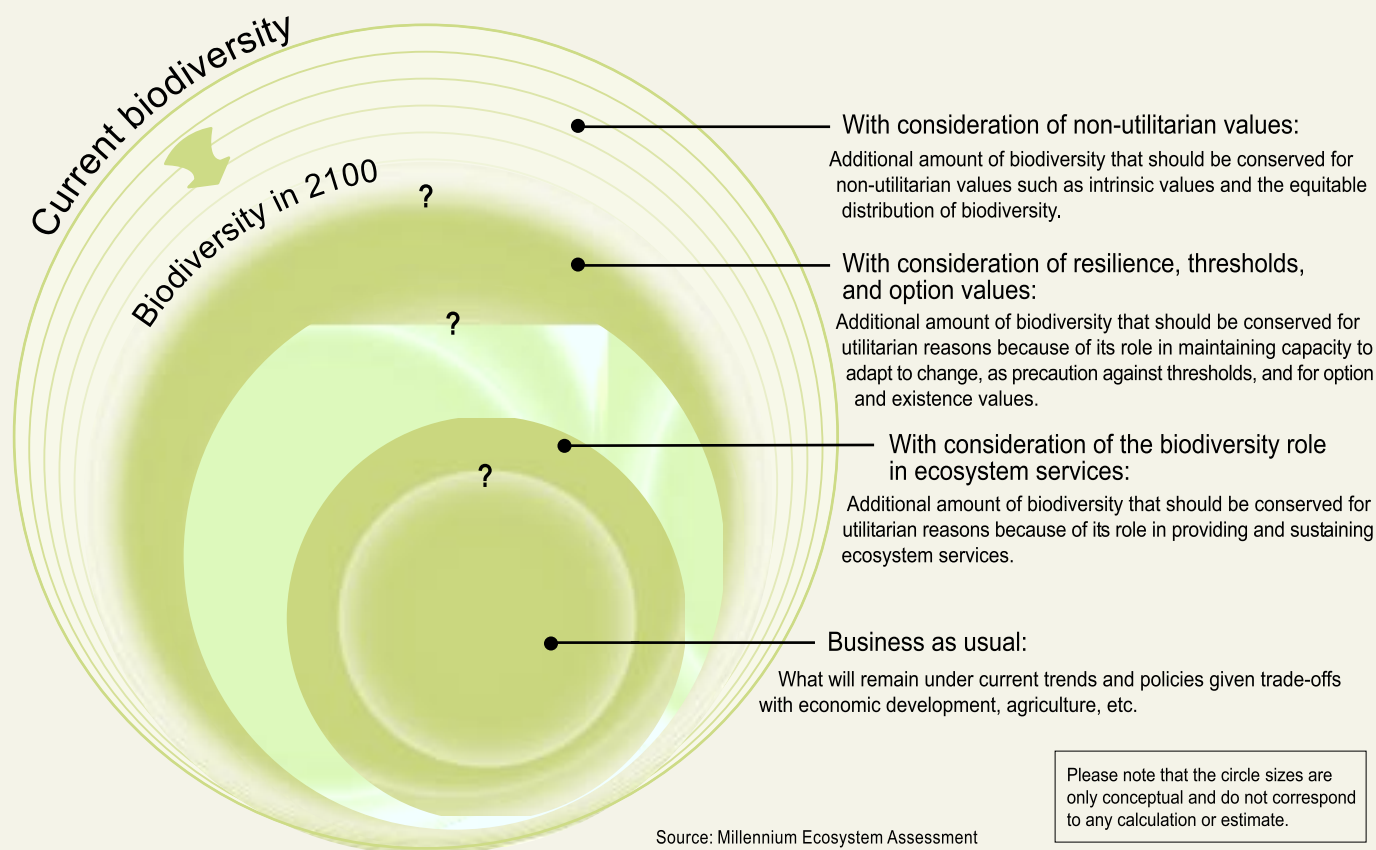 Current biodiversity
Biodiversity in 2100
?
?
?
With consideration of non-utilitarian values:
Additional amount of biodiversity that should be conserved for
non-utilitarian values such as intrinsic values and the equitable
distribution of biodiversity.
With consideration of resilience, thresholds,
and option values:
Additional amount of biodiversity that should be conserved for
utilitarian reasons because of its role in maintaining capacity to
adapt to change, as precaution against thresholds, and for option
and existence values.
With consideration of the biodiversity role
in ecosystem services:
Additional amount of biodiversity that should be conserved for
utilitarian reasons because of its role in providing and sustaining
ecosystem services.
Business as usual:
What will remain under current trends and policies given trade-offs
with economic development, agriculture, etc.
Please note that the circle sizes are
only conceptual and do not correspond
to any calculation or estimate.
Source: Millennium Ecosystem Assessment